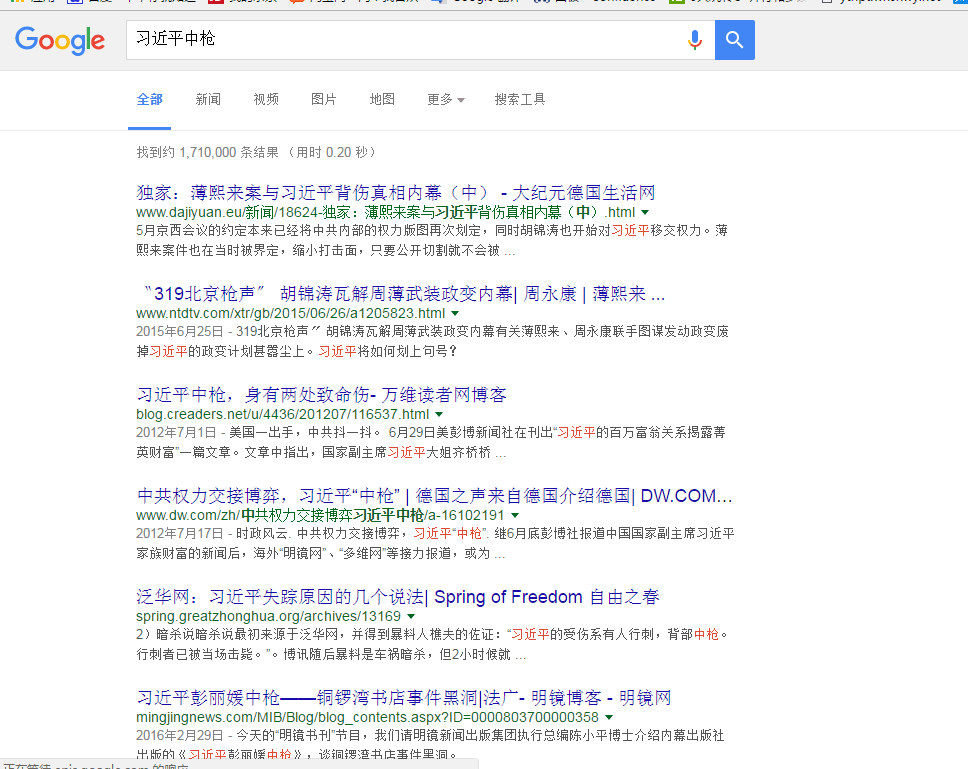 Google
习近平中枪
全部 新闻 视频 图片 地图 更多 搜索工具
找到约 1,710,000 条结果 （用时 0.20 秒）
独家：薄熙来案与习近平背伤真相内幕（中） - 大纪元德国生活网
www.dajiyuan.eu/新闻/18624-独家：薄熙来案与习近平背伤真相内幕（中）.html
5月京西会议的约定本来已经将中共内部的权力版图再次划定，同时胡锦涛也开始对习近平移交权力。薄
熙来案件也在当时被界定，缩小打击面，只要公开切割就不会被 ...
〝319北京枪声〞 胡锦涛瓦解周薄武装政变内幕| 周永康 | 薄熙来 ...
www.ntdtv.com/xtr/gb/2015/06/26/a1205823.html
2015年6月25日 - 319北京枪声〞胡锦涛瓦解周薄武装政变内幕有关薄熙来、周永康联手图谋发动政变废
掉习近平的政变计划甚嚣尘上。习近平将如何划上句号？
习近平中枪，身有两处致命伤- 万维读者网博客
blog.creaders.net/u/4436/201207/116537.html
2012年7月1日 - 美国一出手，中共抖一抖。 6月29日美彭博新闻社在刊出“习近平的百万富翁关系揭露菁
英财富”一篇文章。文章中指出，国家副主席习近平大姐齐桥桥 ...
中共权力交接博弈，习近平“中枪” | 德国之声来自德国介绍德国| DW.COM...
www.dw.com/zh/中共权力交接博弈习近平中枪/a-16102191
2012年7月17日 - 时政风云. 中共权力交接博弈，习近平“中枪”. 继6月底彭博社报道中国国家副主席习近平
家族财富的新闻后，海外“明镜网”、“多维网”等接力报道，或为 ...
泛华网：习近平失踪原因的几个说法| Spring of Freedom 自由之春
spring.greatzhonghua.org/archives/13169
2）暗杀说暗杀说最初来源于泛华网，并得到暴料人樵夫的佐证：“习近平的受伤系有人行刺，背部中枪。
行刺者已被当场击毙。”。博讯随后暴料是车祸暗杀，但2小时候就 ...
习近平彭丽媛中枪——铜锣湾书店事件黑洞|法广- 明镜博客 - 明镜网
mingjingnews.com/MIB/Blog/blog_contents.aspx?ID=0000803700000358
2016年2月29日 - 今天的“明镜书刊”节目，我们请明镜新闻出版集团执行总编陈小平博士介绍内幕出版社
出版的《习近平彭丽媛中枪》，谈铜锣湾书店事件黑洞。